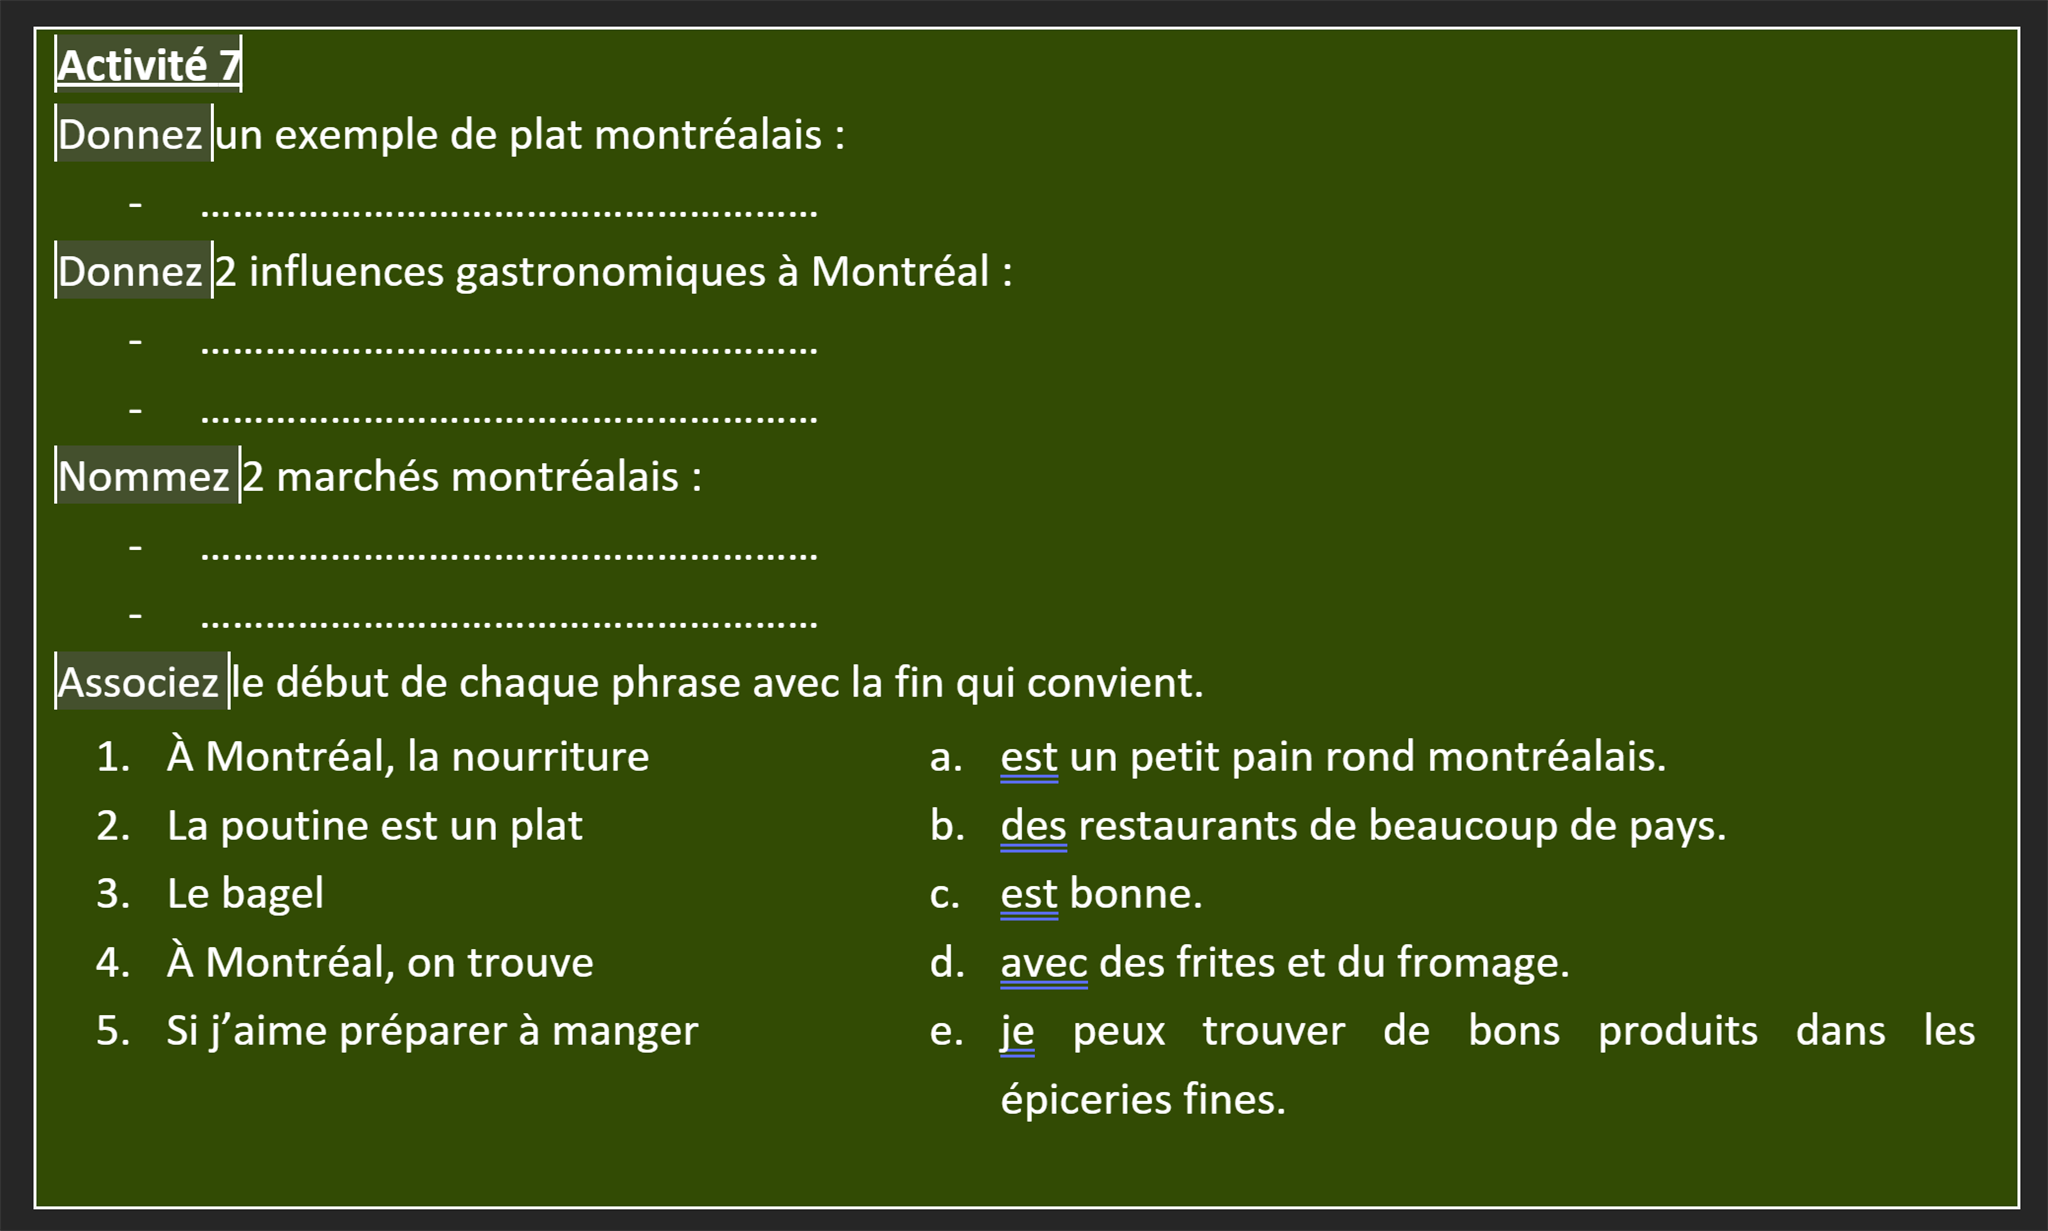 Activité 7
Donnez un exemple de plat montréalais :
- ………………………………………………
Donnez 2 influences gastronomiques à Montréal :
- ………………………………………………
- ………………………………………………
Nommez 2 marchés montréalais :
- ………………………………………………
- ………………………………………………
Associez le début de chaque phrase avec la fin qui convient.
1. À Montréal, la nourriture
2. La poutine est un plat
3. Le bagel
4. À Montréal, on trouve
5. Si j’aime préparer à manger
a. est un petit pain rond montréalais.
b. des restaurants de beaucoup de pays.
c. est bonne.
d. avec des frites et du fromage.
e. je peux trouver de bons produits dans les
épiceries fines.